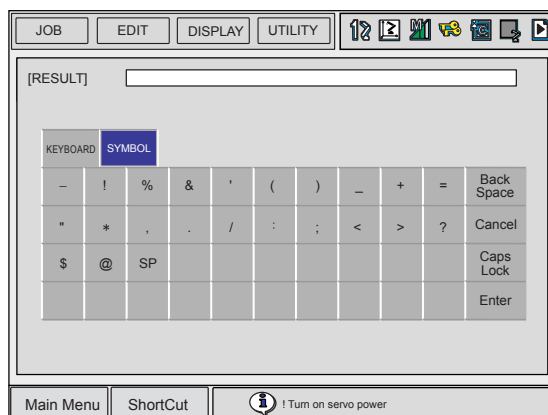 JOB EDIT DISPLAY UTILITY
[RESULT]
KEYBOARD SYMBOL
– ! % & ' ( ) _ + = Back Space
" * , . / : ; < > ? Cancel
$ @ SP Caps Lock
Enter
Main Menu ShortCut ! Turn on servo power